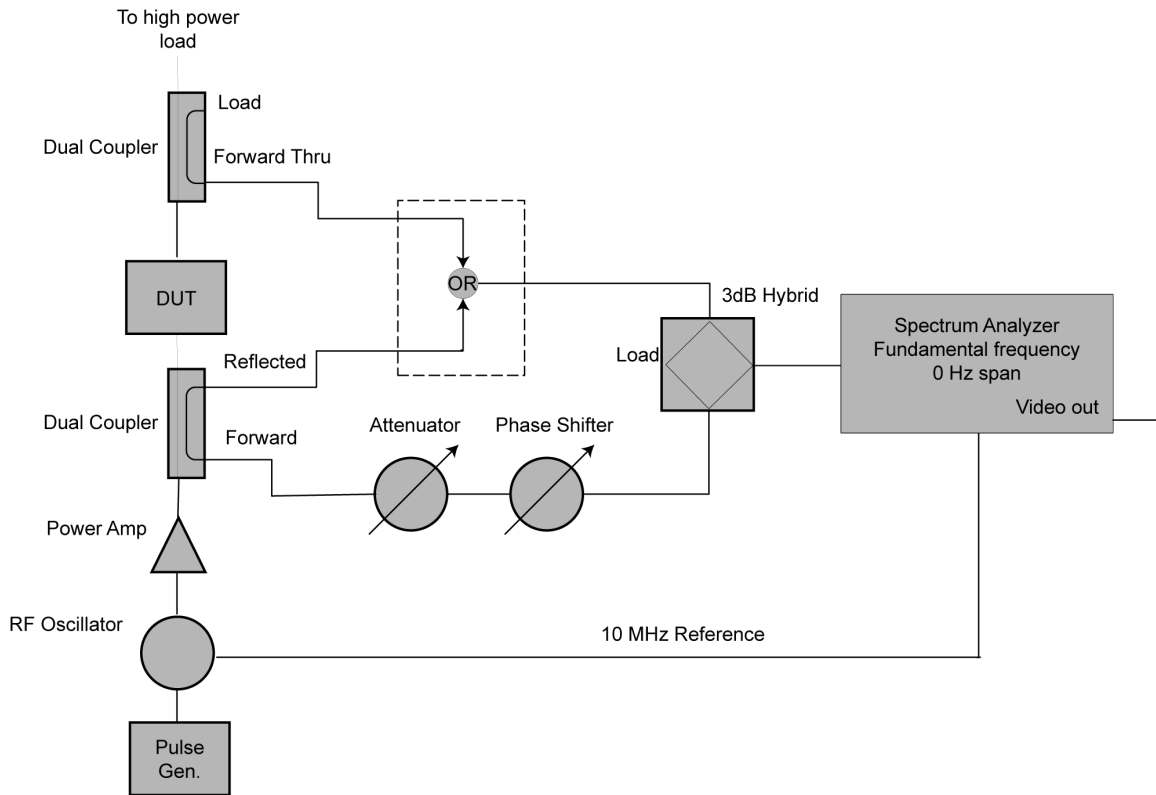 To high power
load
Load
Dual Coupler
Forward Thru
OR
DUT
3dB Hybrid
Spectrum Analyzer
Fundamental frequency
0 Hz span
Video out
Load
Reflected
Dual Coupler
Forward
Attenuator
Phase Shifter
Power Amp
RF Oscillator
10 MHz Reference
Pulse
Gen.